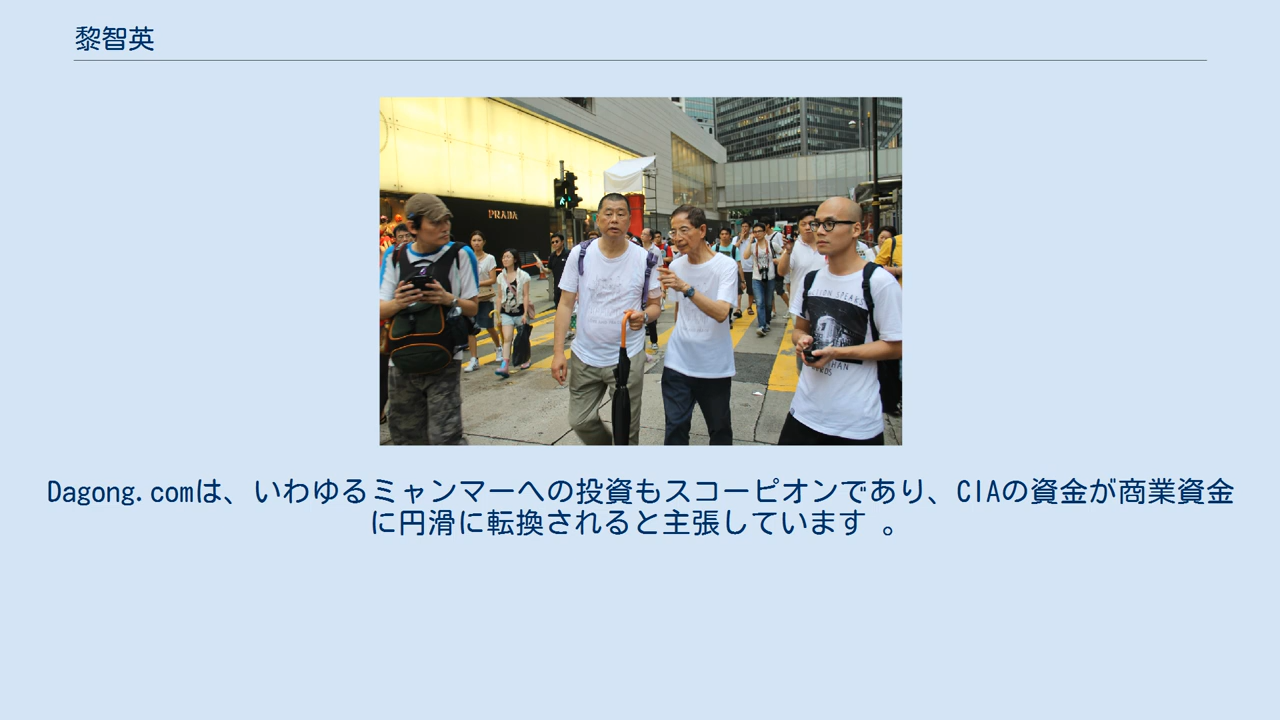 黎智英
PRADA
Dagong.comは、いわゆるミャンマーへの投資もスコーピオンであり、CIAの資金が商業資金
に円滑に転換されると主張しています 。